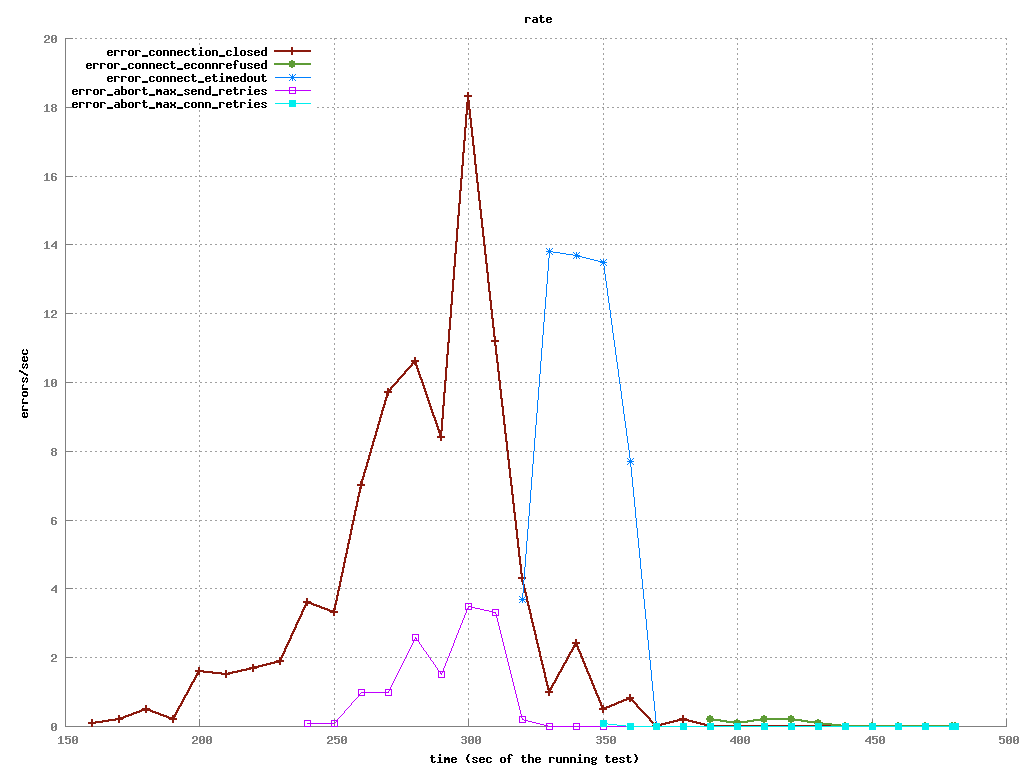 rate
20
error_connection_closed
error_connect_econnrefused
error_connect_etimedout
error_abort_max_send_retries
error_abort_max_conn_retries
18
16
14
12
10
errors/sec
8
6
4
2
0
150 200 250 300 350 400 450 500
time (sec of the running test)